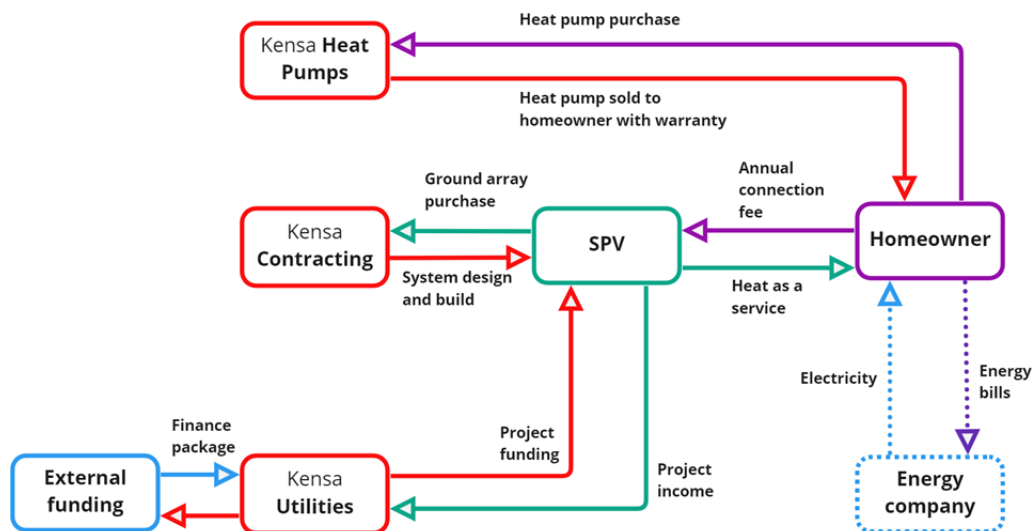 Heat pump purchase
Kensa Heat
Pumps
Heat pump sold to
homeowner with warranty
Ground array
purchase
Annual
connection
fee
Kensa
Contracting
SPV
Homeowner
System design
and build
Heat as a
service
Electricity
Energy
bills
Finance
package
Project
funding
Project
income
External
funding
Kensa
Utilities
Energy
company